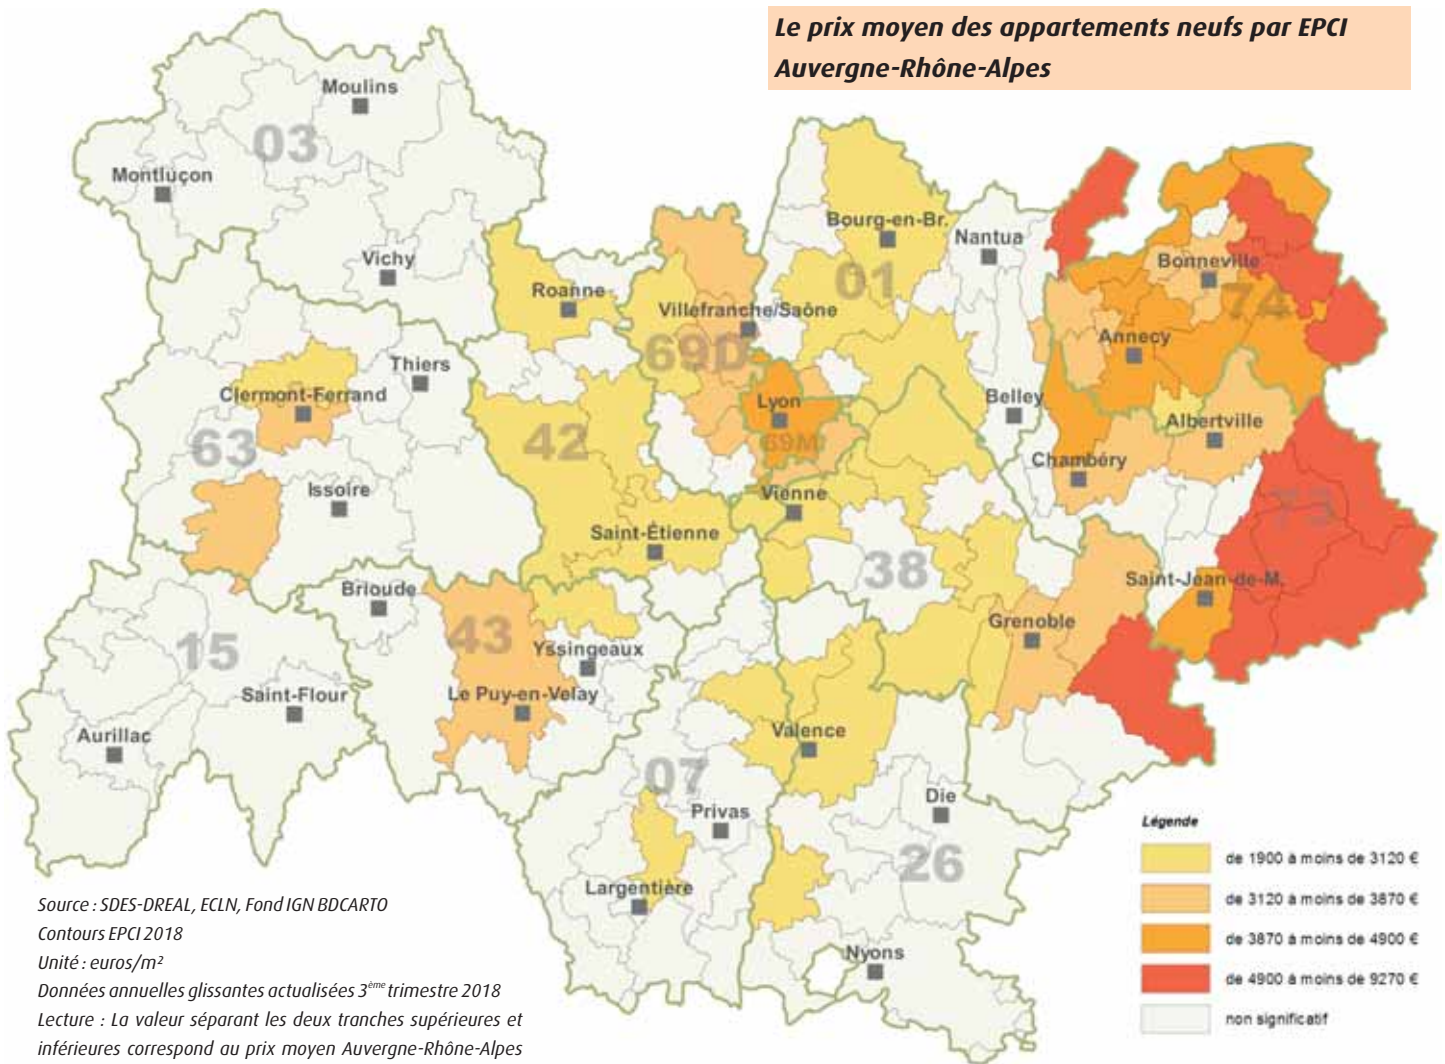 Le prix moyen des appartements neufs par EPCI
Auvergne-Rhône-Alpes
Moulins
03
Montluçon
Vichy
Bourg-en-Br.
Nantua
01
Roanne
Villefranche/Saône
69D
Bonneville
74
Annecy
Thiers
Clermont-Ferrand
63
Issoire
Lyon
69M
42
Belley
Albertville
Chambéry
73
Vienne
Saint-Étienne
38
Saint-Jean-de-M.
Grenoble
Brioude
15
43
Yssingeaux
Saint-Flour
Le Puy-en-Velay
Aurillac
Valence
07
Privas
Die
26
Largentière
Nyons
Légende
de 1900 à moins de 3120 €
de 3120 à moins de 3870 €
de 3870 à moins de 4900 €
de 4900 à moins de 9270 €
non significatif
Source : SDES-DREAL, ECLN, Fond IGN BDCARTO
Contours EPCI 2018
Unité : euros/m²
Données annuelles glissantes actualisées 3ème trimestre 2018
Lecture : La valeur séparant les deux tranches supérieures et
inférieures correspond au prix moyen Auvergne-Rhône-Alpes